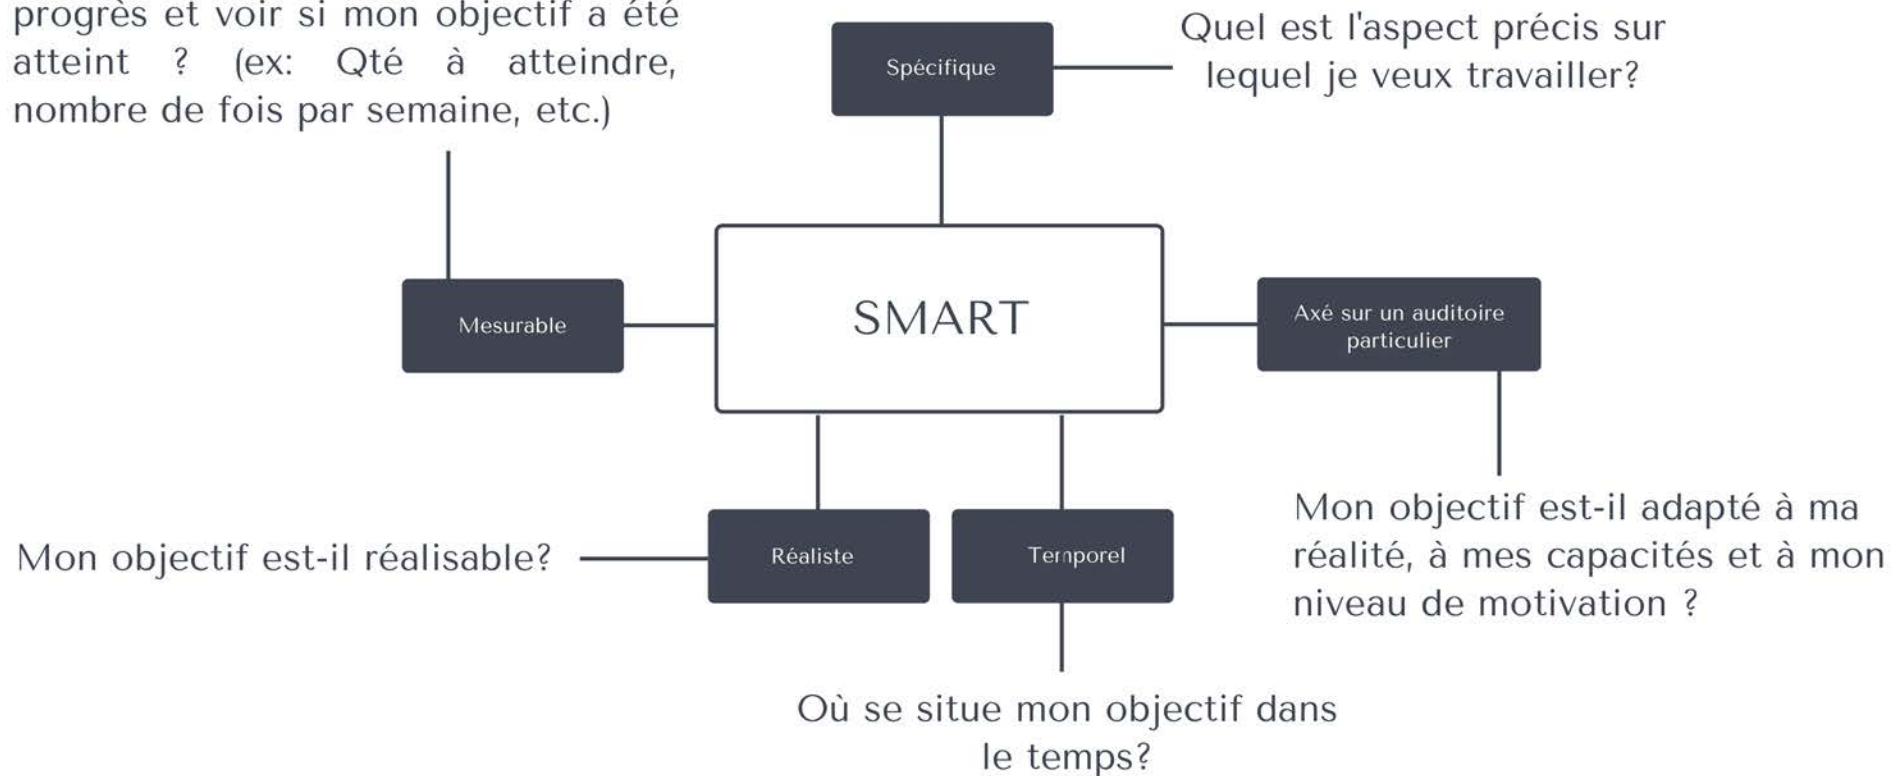 progrès et voir si mon objectif a été
atteint ? (ex: Qté à atteindre,
nombre de fois par semaine, etc.)
Spécifique
Quel est l'aspect précis sur
lequel je veux travailler?
Mesurable
SMART
Axé sur un auditoire
particulier
Mon objectif est-il réalisable?
Réaliste
Temporel
Mon objectif est-il adapté à ma
réalité, à mes capacités et à mon
niveau de motivation ?
Où se situe mon objectif dans
le temps?